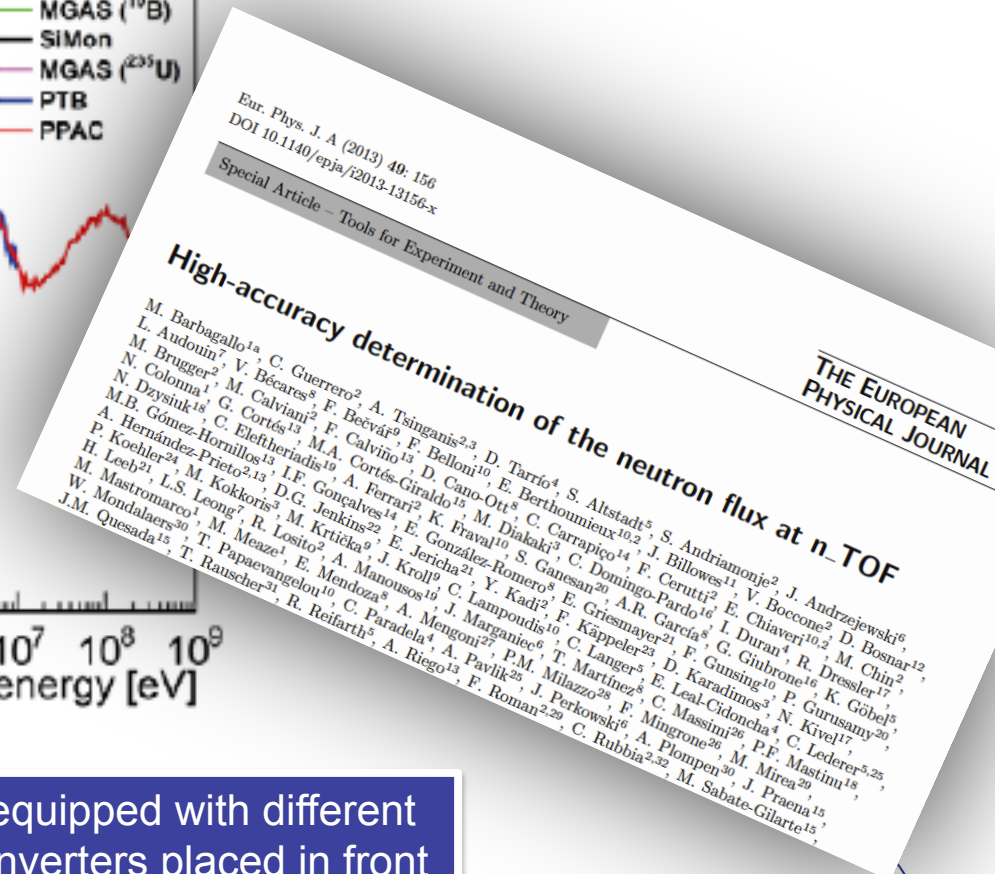 MGAS (¹⁰B)
SiMon
MGAS (²³⁵U)
PTB
PPAC
Eur. Phys. J. A (2013) 49: 156
DOI 10.1140/epja/i2013-13156-x
Special Article – Tools for Experiment and Theory
THE EUROPEAN
PHYSICAL JOURNAL
High-accuracy determination of the neutron flux at n_TOF
M. Barbagallo¹ᵃ, C. Guerrero², A. Tsinganis²,³, D. Tarrío⁴, S. Altstadt⁵, S. Andriamonje², J. Andrzejewski⁶,
L. Audouin⁷, V. Bécares⁸, F. Bečvář⁹, F. Belloni¹⁰, E. Berthoumieux¹⁰,², J. Billowes¹¹, V. Boccone², D. Bosnar¹²,
M. Brugger², M. Calviani², F. Calviño¹³, D. Cano-Ott⁸, C. Carrapiço¹⁴, F. Cerutti², E. Chiaveri¹⁰,², M. Chin²,
N. Colonna¹, G. Cortés¹³, M.A. Cortés-Giraldo¹⁵, M. Diakaki³, C. Domingo-Pardo¹⁶, I. Duran⁴, R. Dressler¹⁷,
N. Dzysiuk¹⁸, C. Eleftheriadis¹⁹, A. Ferrari², K. Fraval¹⁰, S. Ganesan²⁰, A.R. García⁸, G. Giubrone¹⁶, K. Göbel⁵,
M.B. Gómez-Hornillos¹³, I.F. Gonçalves¹⁴, E. González-Romero⁸, E. Griesmayer²¹, F. Gunsing¹⁰, P. Gurusamy²⁰,
A. Hernández-Prieto²,¹³, D.G. Jenkins²², E. Jericha²¹, Y. Kadi², F. Käppeler²³, D. Karadimos³, N. Kivel¹⁷,
P. Koehler²⁴, M. Kokkoris³, M. Krtička⁹, J. Kroll⁹, C. Lampoudis¹⁰, C. Langer⁵, E. Leal-Cidoncha⁴, C. Lederer⁵,²⁵,
H. Leeb²¹, L.S. Leong⁷, R. Losito², A. Manousos¹⁹, J. Marganiec⁶, T. Martínez⁸, C. Massimi²⁶, P.F. Mastinu¹⁸,
M. Mastromarco¹, M. Meaze¹, E. Mendoza⁸, A. Mengoni²⁷, P.M. Milazzo²⁸, F. Mingrone²⁶, M. Mirea²⁹,
W. Mondalaers³⁰, T. Papaevangelou¹⁰, C. Paradela⁴, A. Pavlik²⁵, J. Perkowski⁶, A. Plompen³⁰, J. Praena¹⁵,
J.M. Quesada¹⁵, T. Rauscher³¹, R. Reifarth⁵, A. Riego¹³, F. Roman²,²⁹, C. Rubbia²,³², M. Sabate-Gilarte¹⁵,
10⁷ 10⁸ 10⁹
energy [eV]
equipped with different
nverters placed in front